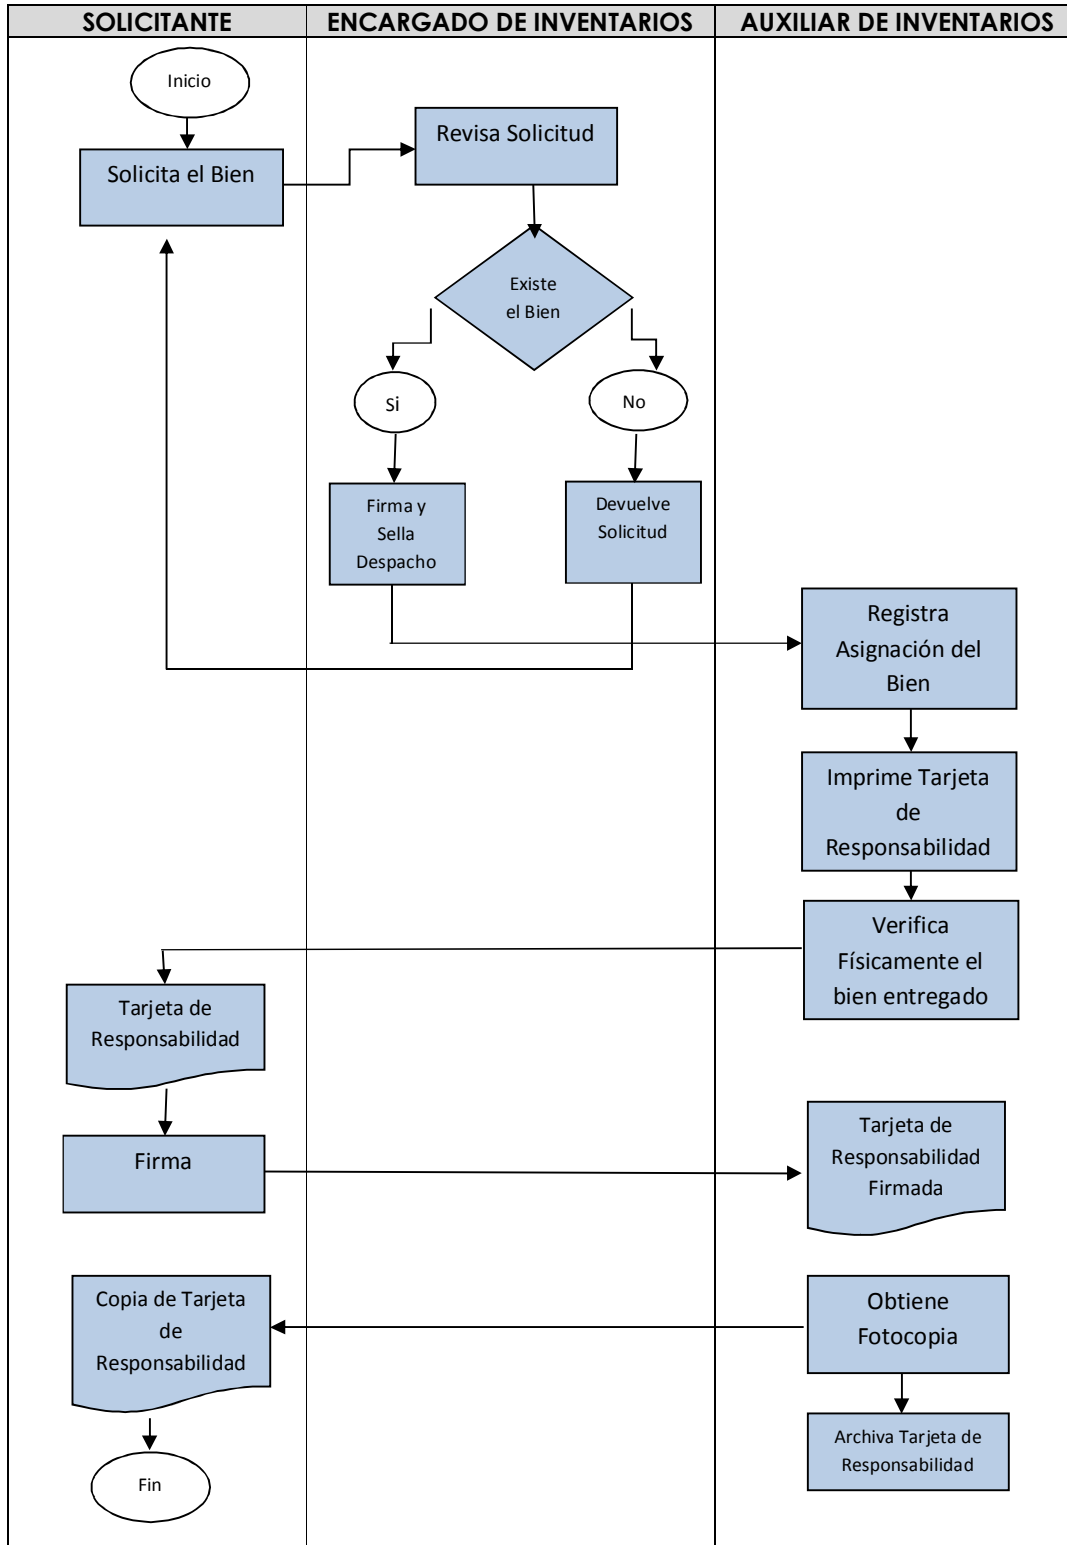 SOLICITANTE
ENCARGADO DE INVENTARIOS
AUXILIAR DE INVENTARIOS
Inicio
Solicita el Bien
Revisa Solicitud
Existe
el Bien
Si
No
Firma y
Sella
Despacho
Devuelve
Solicitud
Registra
Asignación del
Bien
Imprime Tarjeta
de
Responsabilidad
Verifica
Físicamente el
bien entregado
Tarjeta de
Responsabilidad
Firma
Tarjeta de
Responsabilidad
Firmada
Obtiene
Fotocopia
Copia de Tarjeta
de
Responsabilidad
Archiva Tarjeta de
Responsabilidad
Fin